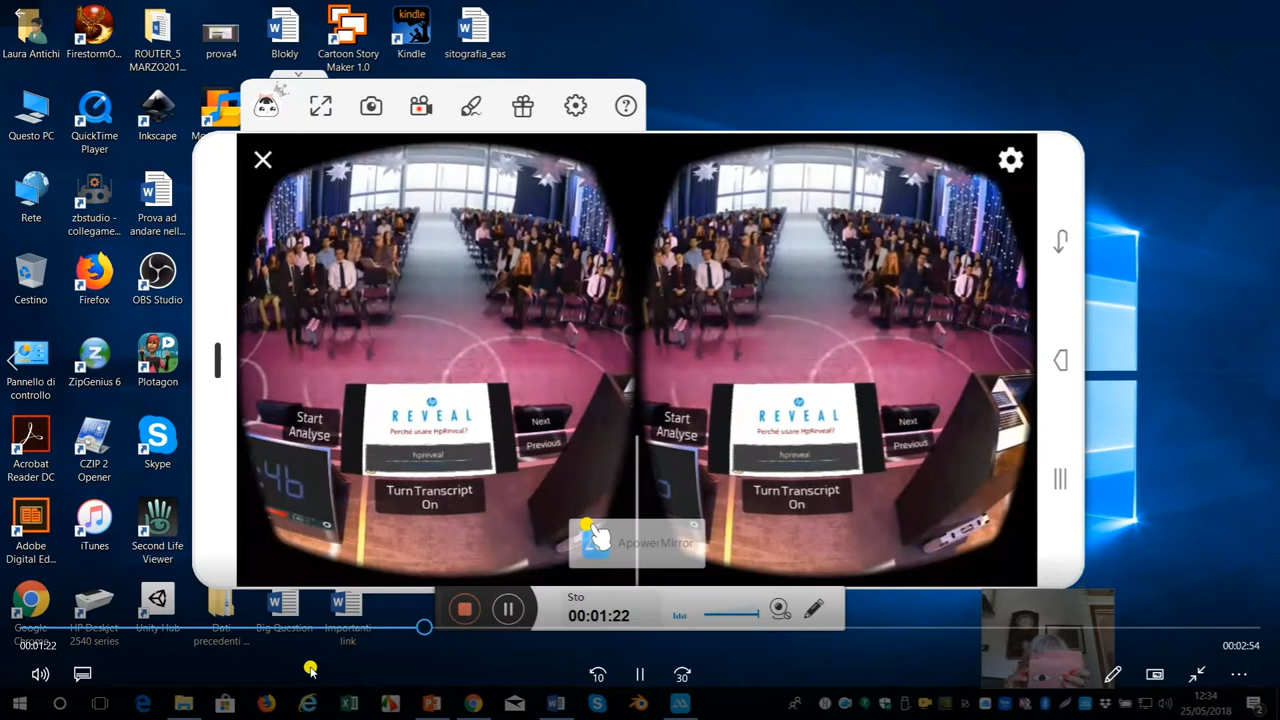 Laura Antichi
FirestormO...
ROUTER_5
MARZO201...
prova4
Blokly
Cartoon Story
Maker 1.0
kindle
Kindle
sitografia_eas
Questo PC
QuickTime
Player
Inkscape
Rete
zbstudio -
collegame...
Prova ad
andare nell...
Cestino
Firefox
OBS Studio
Pannello di
controllo
ZipGenius 6
Plotagon
Acrobat
Reader DC
CZIP 2
Opener
Skype
Adobe
Digital Ed...
iTunes
Second Life
Viewer
Google
Chrome
HP Deskjet
2540 series
Unity Hub
Dati
precedenti ...
Big Question
Importanti
link
Start
Analyse
hp
REVEAL
Perché usare HpReveal?
hpreveal
Next
Previous
:46
Turn Transcript
On
Start
Analyse
hp
REVEAL
Perché usare HpReveal?
hpreveal
Next
Previous
Turn Transcript
On
ApowerMirror
Sto
00:01:22
00:01:22
00:02:54
10
30
12:34
25/05/2018
2